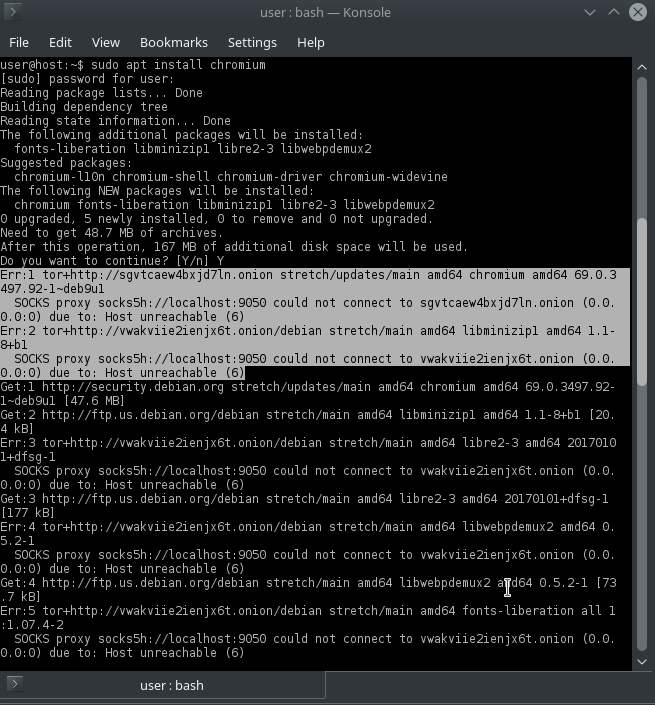 user : bash — Konsole
File Edit View Bookmarks Settings Help
user@host:~$ sudo apt install chromium
[sudo] password for user:
Reading package lists... Done
Building dependency tree
Reading state information... Done
The following additional packages will be installed:
  fonts-liberation libminizip1 libre2-3 libwebpdemux2
Suggested packages:
  chromium-l10n chromium-shell chromium-driver chromium-widevine
The following NEW packages will be installed:
  chromium fonts-liberation libminizip1 libre2-3 libwebpdemux2
0 upgraded, 5 newly installed, 0 to remove and 0 not upgraded.
Need to get 48.7 MB of archives.
After this operation, 167 MB of additional disk space will be used.
Do you want to continue? [Y/n] Y
Err:1 tor+http://sgvtcaew4bxjd7ln.onion stretch/updates/main amd64 chromium amd64 69.0.3
497.92-1~deb9u1
  SOCKS proxy socks5h://localhost:9050 could not connect to sgvtcaew4bxjd7ln.onion (0.0.
0.0:0) due to: Host unreachable (6)
Err:2 tor+http://vwakviie2ienjx6t.onion/debian stretch/main amd64 libminizip1 amd64 1.1-
8+b1
  SOCKS proxy socks5h://localhost:9050 could not connect to vwakviie2ienjx6t.onion (0.0.
0.0:0) due to: Host unreachable (6)
Get:1 http://security.debian.org stretch/updates/main amd64 chromium amd64 69.0.3497.92-
1~deb9u1 [47.6 MB]
Get:2 http://ftp.us.debian.org/debian stretch/main amd64 libminizip1 amd64 1.1-8+b1 [20.
4 kB]
Err:3 tor+http://vwakviie2ienjx6t.onion/debian stretch/main amd64 libre2-3 amd64 2017010
1+dfsg-1
  SOCKS proxy socks5h://localhost:9050 could not connect to vwakviie2ienjx6t.onion (0.0.
0.0:0) due to: Host unreachable (6)
Get:3 http://ftp.us.debian.org/debian stretch/main amd64 libre2-3 amd64 20170101+dfsg-1
[177 kB]
Err:4 tor+http://vwakviie2ienjx6t.onion/debian stretch/main amd64 libwebpdemux2 amd64 0.
5.2-1
  SOCKS proxy socks5h://localhost:9050 could not connect to vwakviie2ienjx6t.onion (0.0.
0.0:0) due to: Host unreachable (6)
Get:4 http://ftp.us.debian.org/debian stretch/main amd64 libwebpdemux2 amd64 0.5.2-1 [73
.7 kB]
Err:5 tor+http://vwakviie2ienjx6t.onion/debian stretch/main amd64 fonts-liberation all 1
:1.07.4-2
  SOCKS proxy socks5h://localhost:9050 could not connect to vwakviie2ienjx6t.onion (0.0.
0.0:0) due to: Host unreachable (6)
user : bash